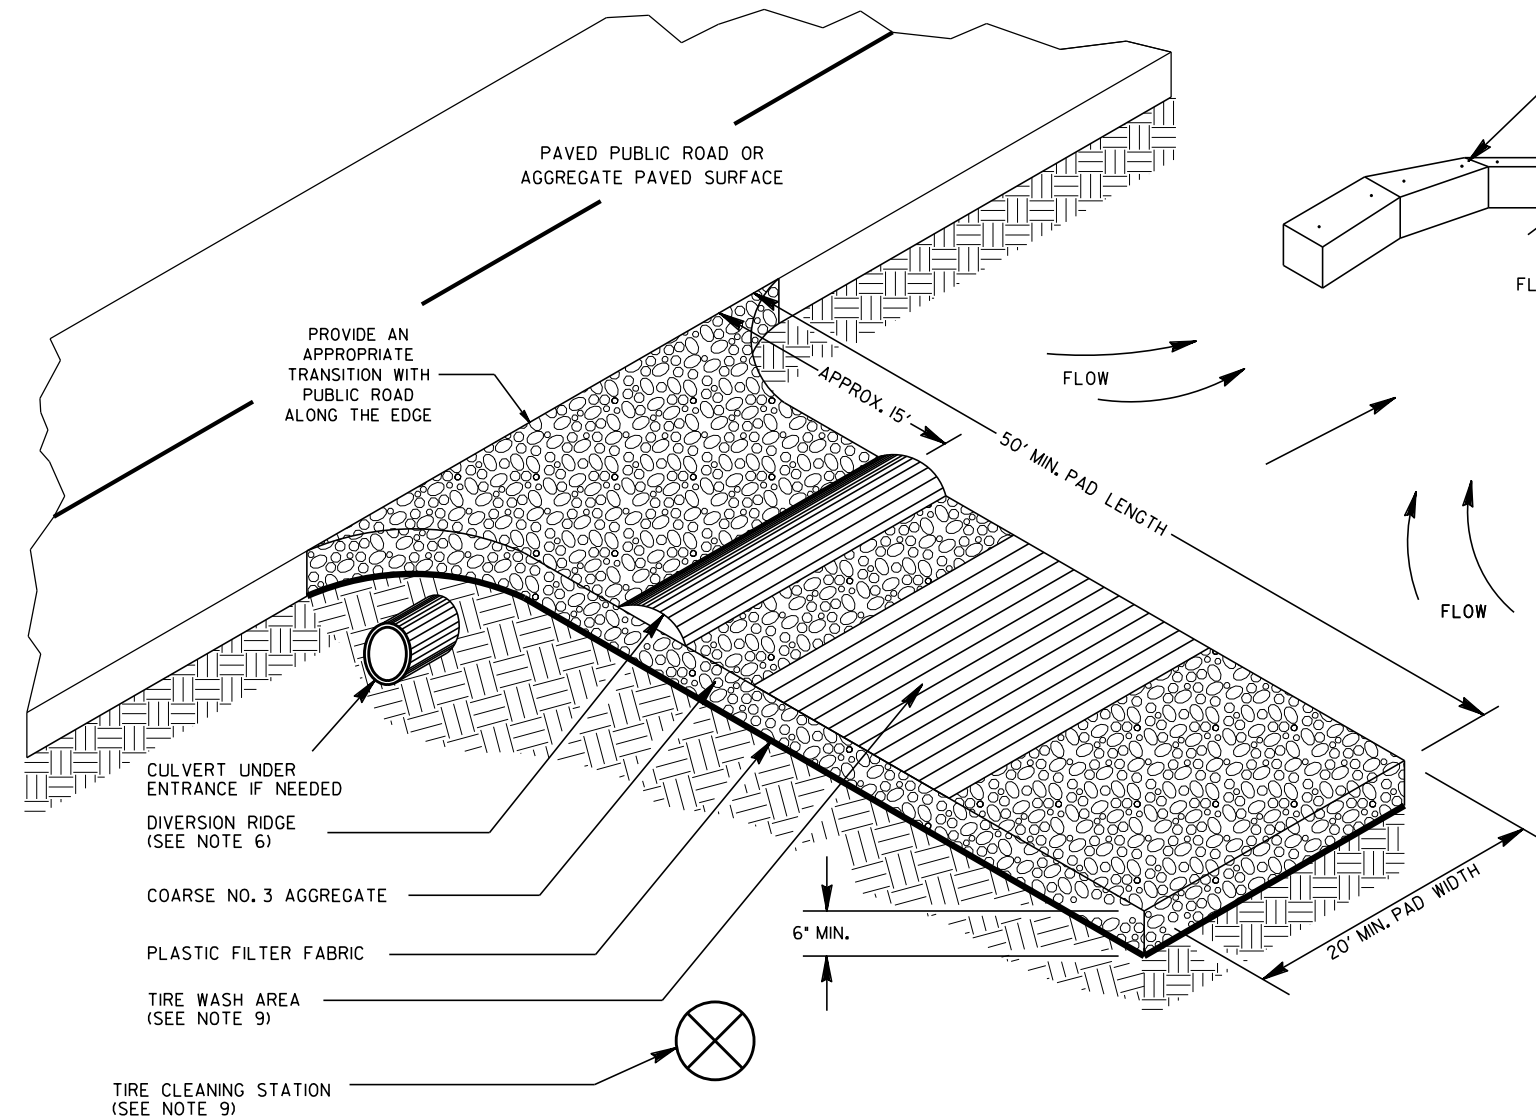 PAVED PUBLIC ROAD OR
AGGREGATE PAVED SURFACE
PROVIDE AN
APPROPRIATE
TRANSITION WITH
PUBLIC ROAD
ALONG THE EDGE
APPROX. 15'
50' MIN. PAD LENGTH
FLOW
FL
FLOW
CULVERT UNDER
ENTRANCE IF NEEDED
DIVERSION RIDGE
(SEE NOTE 6)
COARSE NO. 3 AGGREGATE
PLASTIC FILTER FABRIC
TIRE WASH AREA
(SEE NOTE 9)
TIRE CLEANING STATION
(SEE NOTE 9)
6" MIN.
20' MIN. PAD WIDTH